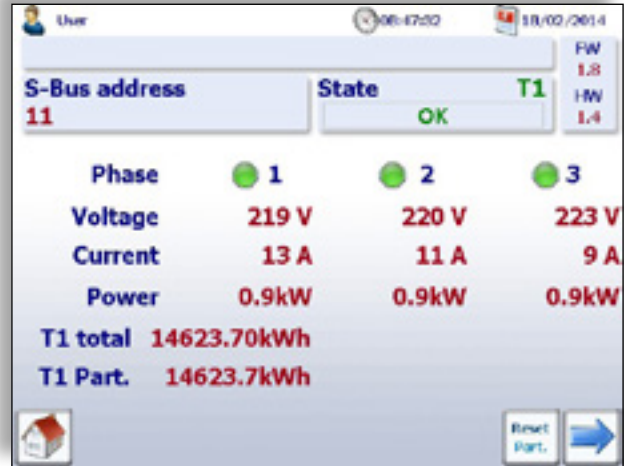 User 08:47:02 18/02/2014
FW
1.8
S-Bus address State T1 HW
11 OK 1.4
Phase 1 2 3
Voltage 219 V 220 V 223 V
Current 13 A 11 A 9 A
Power 0.9kW 0.9kW 0.9kW
T1 total 14623.70kWh
T1 Part. 14623.7kWh
Reset
Part.